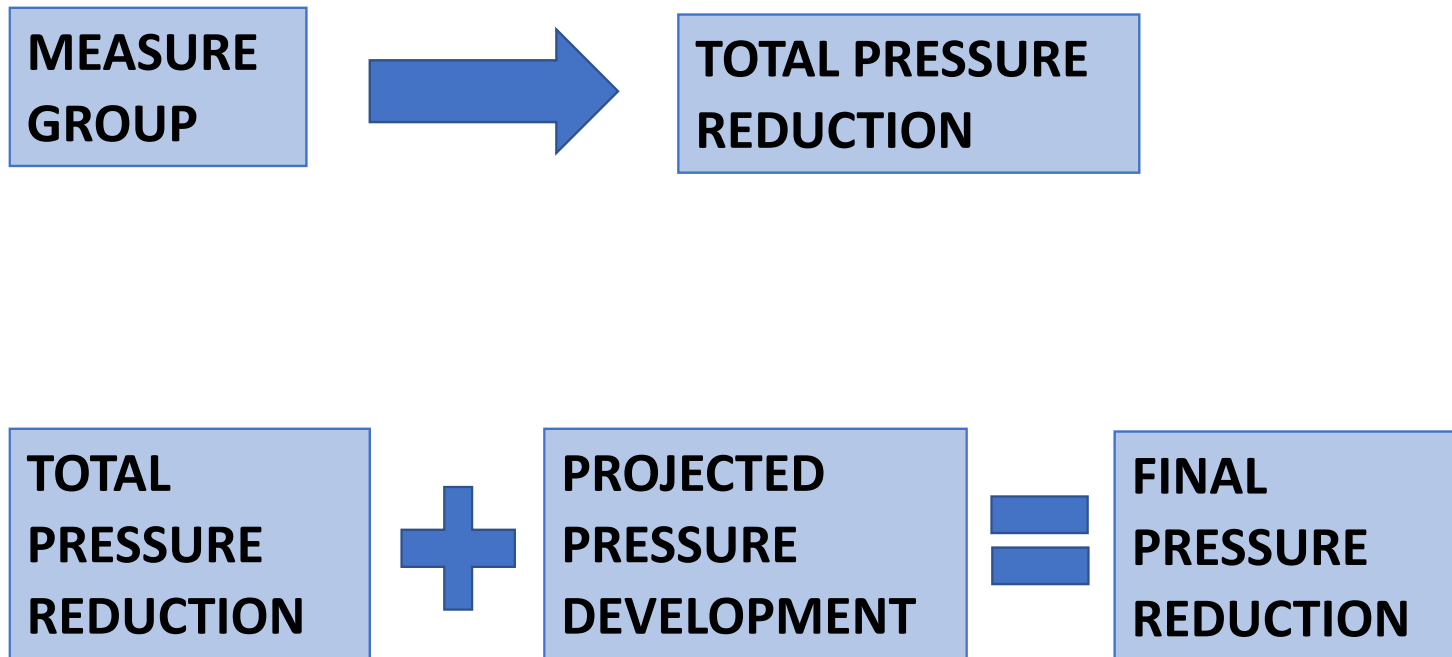 MEASURE
GROUP
TOTAL PRESSURE
REDUCTION
TOTAL
PRESSURE
REDUCTION
PROJECTED
PRESSURE
DEVELOPMENT
FINAL
PRESSURE
REDUCTION